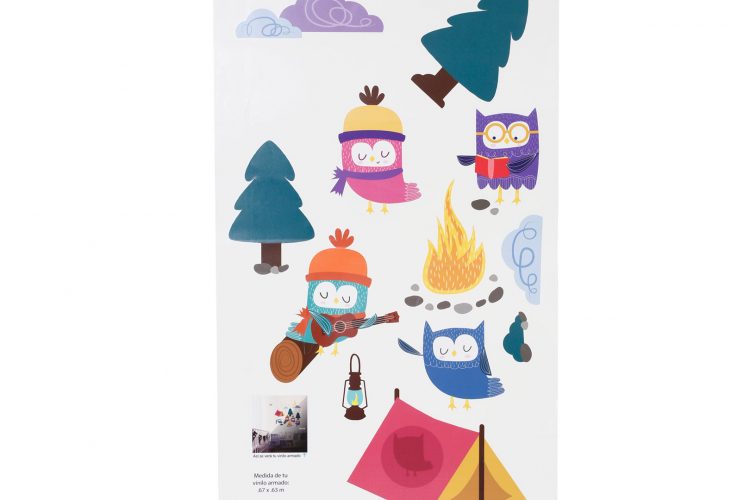 Así se verá tu vinilo armado
Medida de tu
vinilo armado:
.67 x .63 m